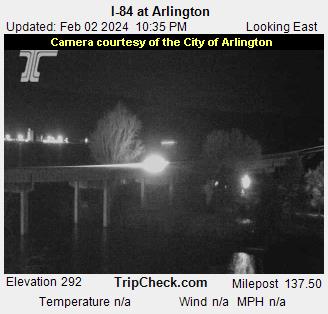 I-84 at Arlington
Updated: Feb 02 2024 10:35 PM Looking East
Camera courtesy of the City of Arlington
Elevation 292 TripCheck.com Milepost 137.50
Temperature n/a Wind n/a MPH n/a